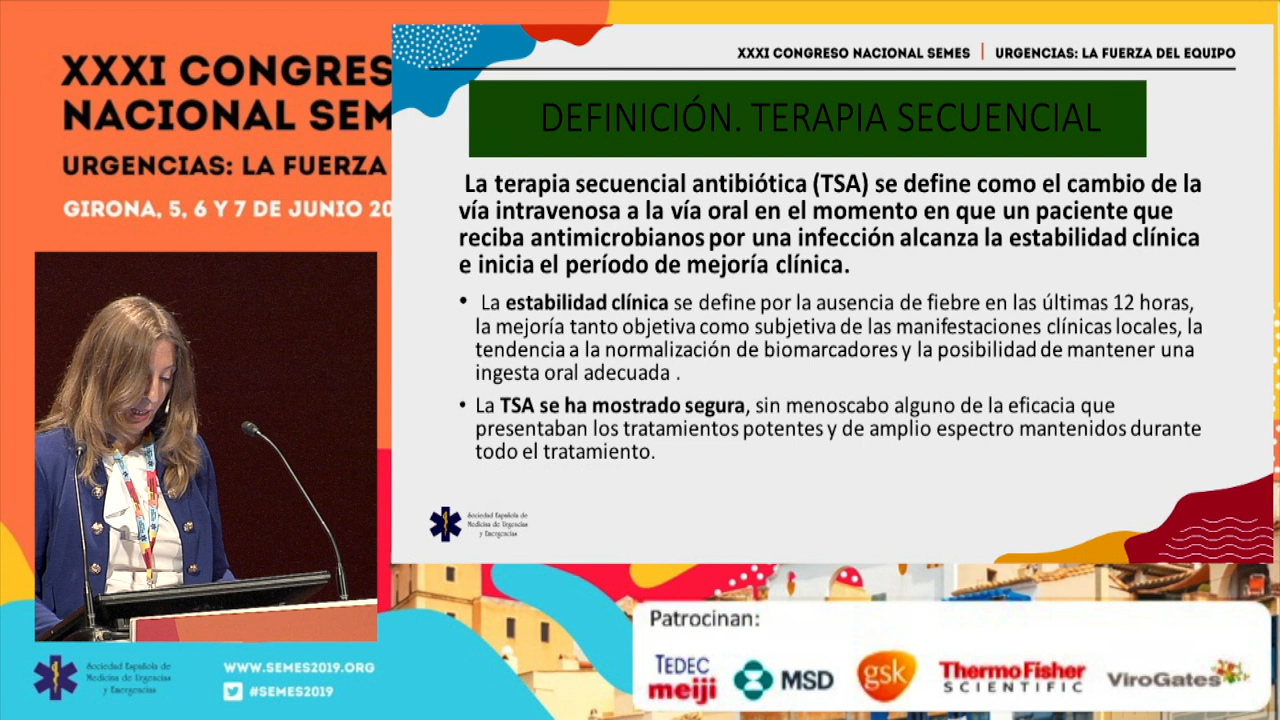 XXXI CONGRES
NACIONAL SEM
URGENCIAS: LA FUERZA
GIRONA, 5, 6 Y 7 DE JUNIO 20
XXXI CONGRESO NACIONAL SEMES | URGENCIAS: LA FUERZA DEL EQUIPO
DEFINICIÓN. TERAPIA SECUENCIAL
La terapia secuencial antibiótica (TSA) se define como el cambio de la
vía intravenosa a la vía oral en el momento en que un paciente que
reciba antimicrobianos por una infección alcanza la estabilidad clínica
e inicia el período de mejoría clínica.
• La estabilidad clínica se define por la ausencia de fiebre en las últimas 12 horas,
la mejoría tanto objetiva como subjetiva de las manifestaciones clínicas locales, la
tendencia a la normalización de biomarcadores y la posibilidad de mantener una
ingesta oral adecuada .
• La TSA se ha mostrado segura, sin menoscabo alguno de la eficacia que
presentaban los tratamientos potentes y de amplio espectro mantenidos durante
todo el tratamiento.
Sociedad Española de
Medicina de Urgencias
y Emergencias
Patrocinan:
TEDEC
meiji
MSD
gsk
ThermoFisher
SCIENTIFIC
ViroGates
Sociedad Española de
Medicina de Urgencias
y Emergencias
WWW.SEMES2019.ORG
#SEMES2019